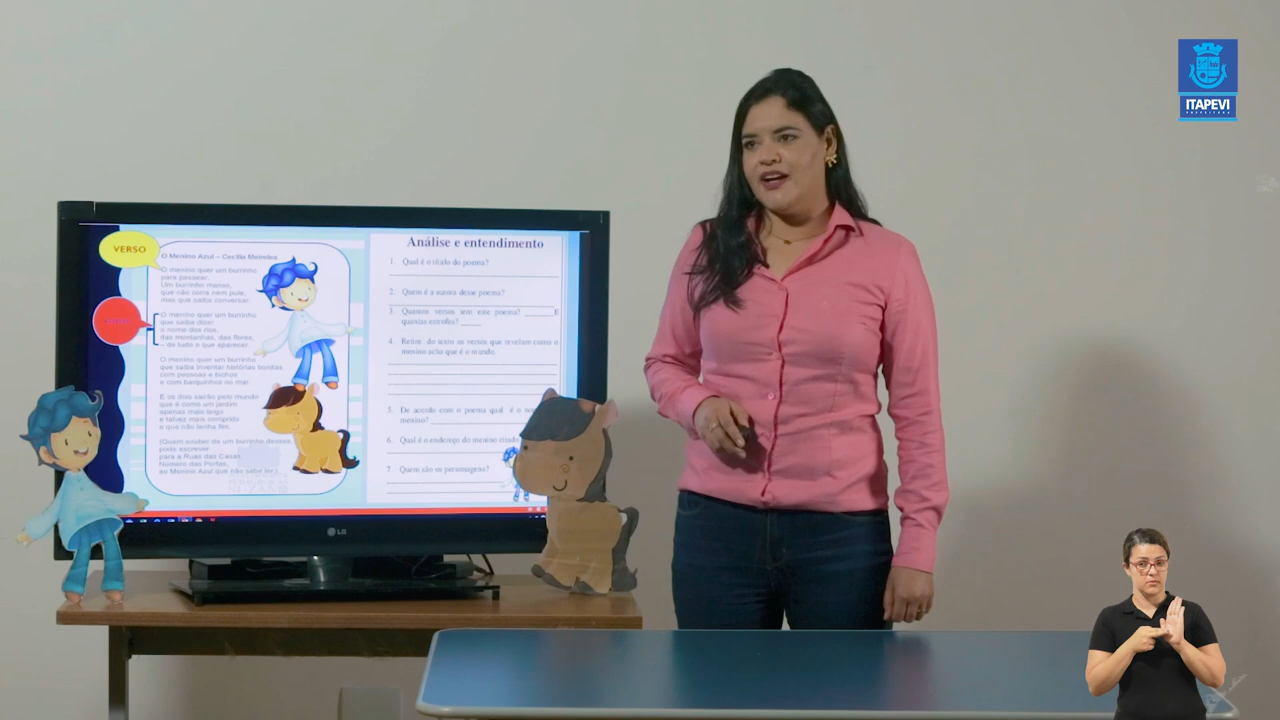 ITAPEVI
PREFEITURA
VERSO
O Menino Azul - Cecília Meireles
O menino quer um burrinho
para passear.
Um burrinho manso,
que não corra nem pule,
mas que saiba conversar.
O menino quer um burrinho
que saiba dizer
o nome dos rios,
das montanhas, das flores,
– de tudo o que aparecer.
O menino quer um burrinho
que saiba inventar histórias bonitas
com pessoas e bichos
e com barquinhos no mar.
E os dois sairão pelo mundo
que é como um jardim
apenas mais largo
e talvez mais comprido
e que não tenha fim.
(Quem souber de um burrinho desses,
pode escrever
para a Ruas das Casas,
Número das Portas,
ao Menino Azul que não sabe ler.)
Análise e entendimento
1. Qual é o título do poema?
2. Quem é a autora desse poema?
3. Quantos versos tem este poema? E
quantas estrofes?
4. Retire do texto os versos que revelam como o
menino acha que é o mundo.
5. De acordo com o poema qual é o
menino?
6. Qual é o endereço do menino criado
7. Quem são os personagens?
LG